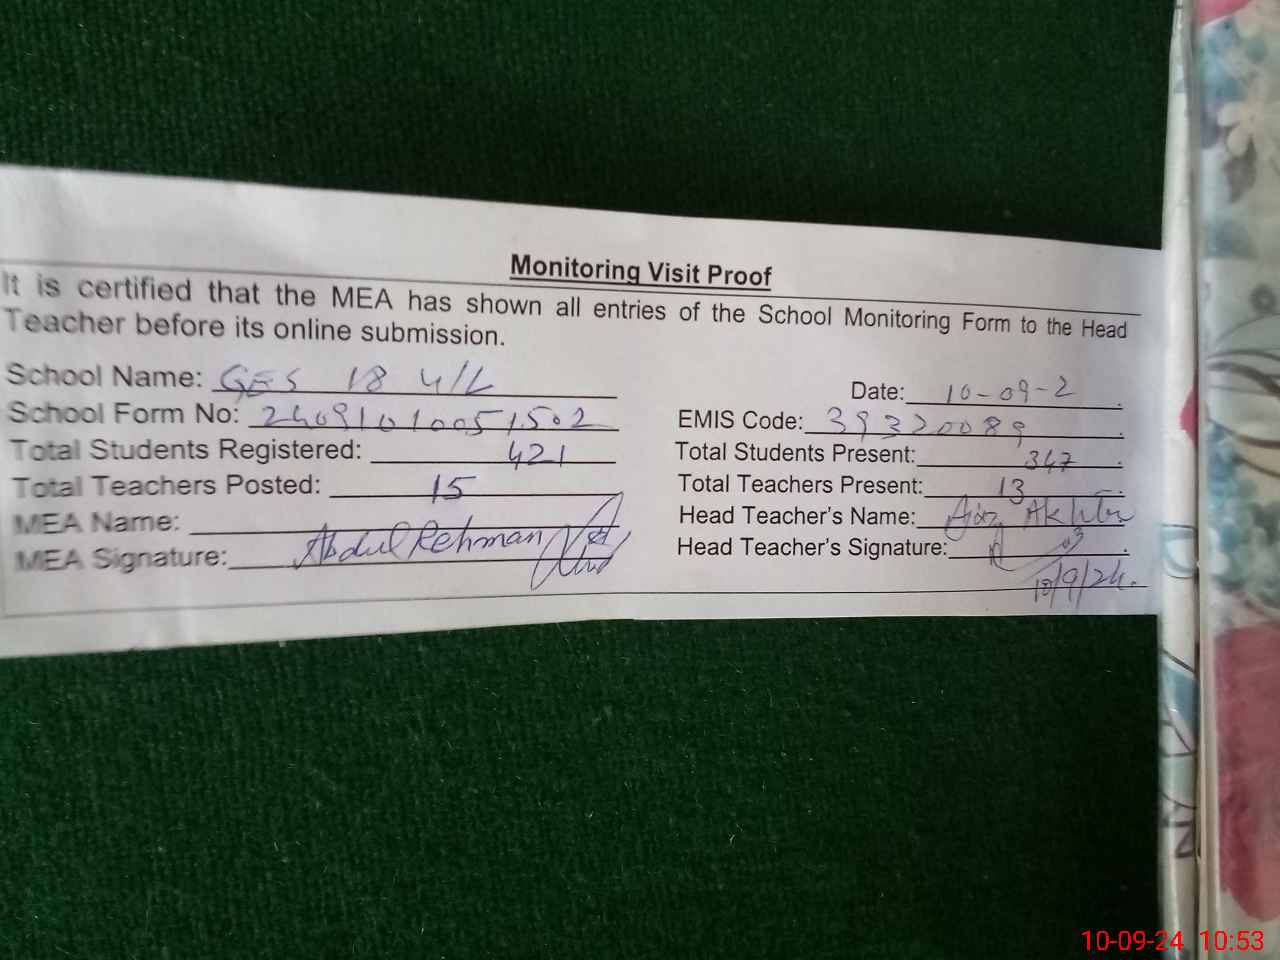 Monitoring Visit Proof
It is certified that the MEA has shown all entries of the School Monitoring Form to the Head
Teacher before its online submission.
School Name: GES 18 4/L
Date: 10-09-2
School Form No: 24091010051502
EMIS Code: 39320089
Total Students Registered: 421
Total Students Present: 347
Total Teachers Posted: 15
Total Teachers Present: 13
MEA Name:
Head Teacher's Name: Akhtar
MEA Signature: Abdul Rehman
Head Teacher's Signature:
10/9/24.
10-09-24 10:53